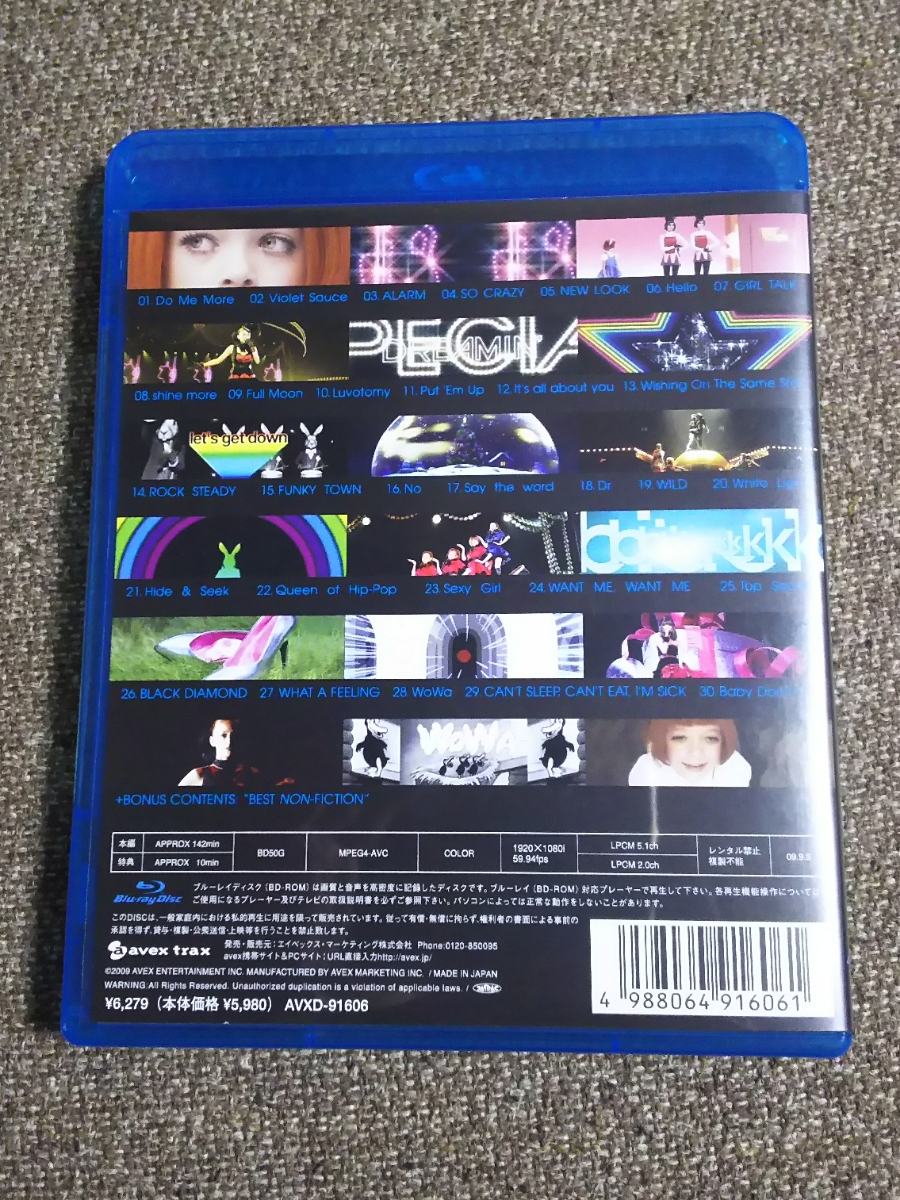 01. Do Me More 02. Violet Sauce 03. ALARM 04. SO CRAZY 05. NEW LOOK 06. Hello 07. GIRL TALK
PECIA
DREAMIN'
08. shine more 09. Full Moon 10. Luvotomy 11. Put 'Em Up 12. It's all about you 13. Wishing On The Same
let's get down
14. ROCK STEADY 15. FUNKY TOWN 16. No 17. Say the word 18. Dr. 19. WILD 20. White
21. Hide & Seek 22. Queen of Hip-Pop 23. Sexy Girl 24. WANT ME, WANT ME 25. Top
26. BLACK DIAMOND 27 WHAT A FEELING 28 WoWa 29 CAN'T SLEEP, CAN'T EAT, I'M SICK 30 Baby
WoWa
+BONUS CONTENTS: "BEST NON-FICTION"
本編 APPROX 142min BD50G MPEG4-AVC COLOR 1920×1080i 59.94fps LPCM 5.1ch レンタル禁止 複製不能 09.9.
特典 APPROX 10min LPCM 2.0ch
Blu-ray Disc
ブルーレイディスク(BD-ROM)は画質と音声を高密度に記録したディスクです。ブルーレイ(BD-ROM)対応プレーヤーで再生して下さい。各再生機能操作については
ご使用になるプレーヤー及びテレビの取扱説明書を必ずご参照下さい。パソコンによっては正常な動作をしないことがあります。
このDISCは、一般家庭内における私的再生に用途を限って販売されています。従って有償・無償に拘らず、権利者の書面による事前の
承認を得ず、貸与・複製・公衆送信・上映等を行うことを禁止致します。
avex trax 発売・販売元:エイベックス・マーケティング株式会社 Phone:0120-850095
avex携帯サイト&PCサイト:URL直接入力http://avex.jp/
©2009 AVEX ENTERTAINMENT INC. MANUFACTURED BY AVEX MARKETING INC. / MADE IN JAPAN
WARNING: All Rights Reserved. Unauthorized duplication is a violation of applicable laws. /
¥6,279(本体価格 ¥5,980) AVXD-91606
4 988064 916061